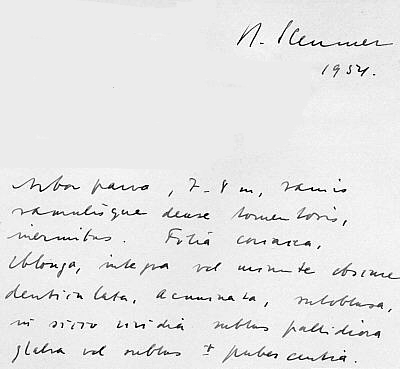 N. Kenner
1954.
Arbor parva, 7-8 m, ramis
ramulisque dense tomentosis,
inermibus. Folia coriacea,
oblonga, integra vel minute obscure
denticulata, acuminata, subobtusa,
in sicco viridia subtus pallidiora
glabra vel subtus ± pubescentia.